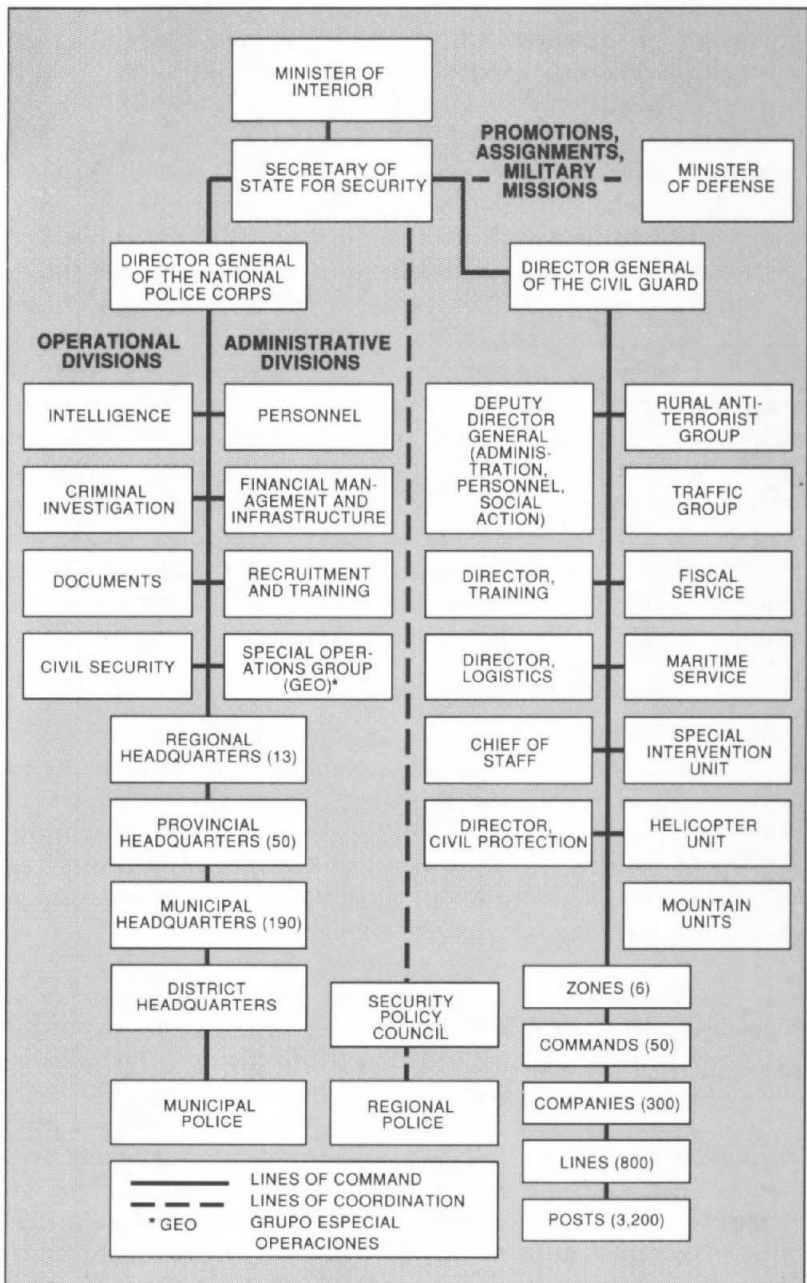 MINISTER OF
INTERIOR
SECRETARY OF
STATE FOR SECURITY
PROMOTIONS,
ASSIGNMENTS,
MILITARY
MISSIONS
MINISTER
OF DEFENSE
DIRECTOR GENERAL
OF THE NATIONAL
POLICE CORPS
DIRECTOR GENERAL
OF THE CIVIL GUARD
OPERATIONAL
DIVISIONS
ADMINISTRATIVE
DIVISIONS
INTELLIGENCE
PERSONNEL
CRIMINAL
INVESTIGATION
FINANCIAL MAN-
AGEMENT AND
INFRASTRUCTURE
DOCUMENTS
RECRUITMENT
AND TRAINING
CIVIL SECURITY
SPECIAL OPER-
ATIONS GROUP
(GEO)*
REGIONAL
HEADQUARTERS (13)
PROVINCIAL
HEADQUARTERS (50)
MUNICIPAL
HEADQUARTERS (190)
DISTRICT
HEADQUARTERS
MUNICIPAL
POLICE
SECURITY
POLICY
COUNCIL
REGIONAL
POLICE
DEPUTY
DIRECTOR
GENERAL
(ADMINIS-
TRATION,
PERSONNEL,
SOCIAL
ACTION)
RURAL ANTI-
TERRORIST
GROUP
TRAFFIC
GROUP
DIRECTOR,
TRAINING
FISCAL
SERVICE
DIRECTOR,
LOGISTICS
MARITIME
SERVICE
CHIEF OF
STAFF
SPECIAL
INTERVENTION
UNIT
DIRECTOR,
CIVIL PROTECTION
HELICOPTER
UNIT
MOUNTAIN
UNITS
ZONES (6)
COMMANDS (50)
COMPANIES (300)
LINES (800)
POSTS (3,200)
LINES OF COMMAND
LINES OF COORDINATION
* GEO GRUPO ESPECIAL
OPERACIONES